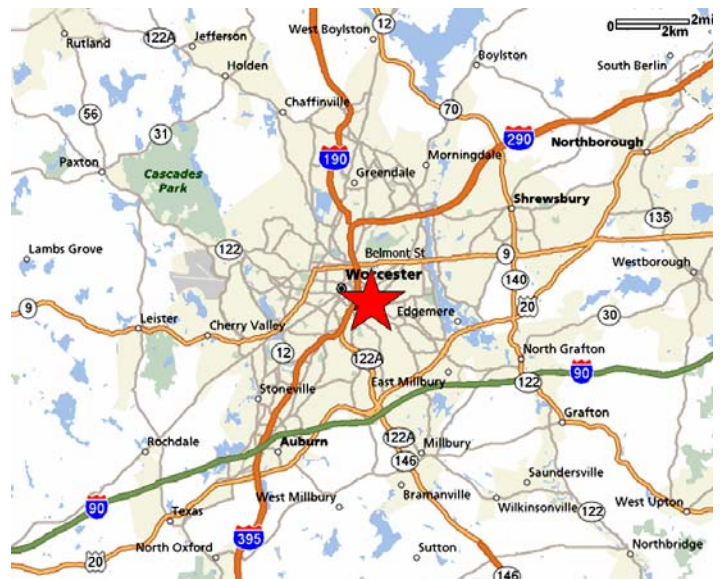 12
West Boylston
2mi
0
2km
Rutland
122A
Jefferson
Boylston
South Berlin
Holden
Chaffinville
70
56
31
290
Northborough
190
Morningdale
Paxton
Greendale
Cascades
Park
Shrewsbury
135
122
Lambs Grove
Belmont St
9
Westborough
Worcester
140
20
9
Edgemere
30
Leister
Cherry Valley
12
122A
North Grafton
East Millbury
122
90
Stoneville
Grafton
Rochdale
Auburn
122A
Millbury
146
Saundersville
West Millbury
Bramanville
90
Wilkinsonville
122
West Upton
Texas
395
20
North Oxford
Sutton
Northbridge
146